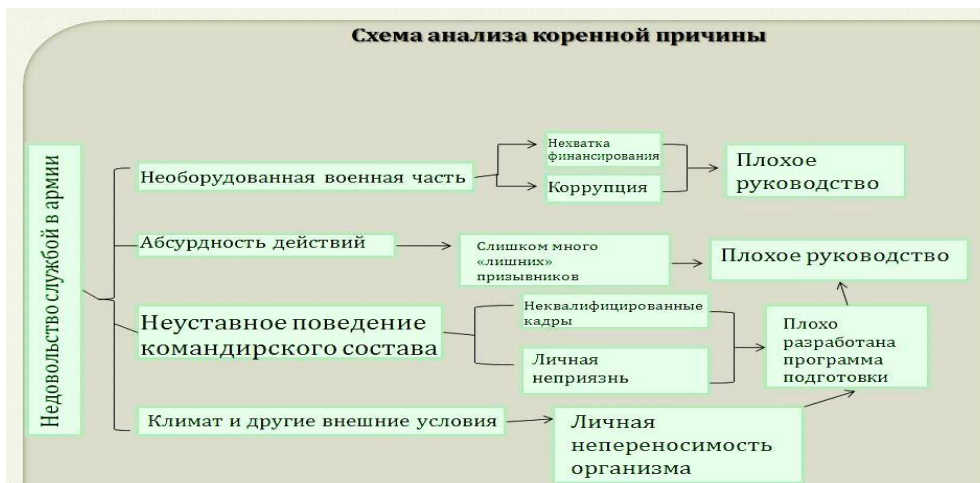 Схема анализа коренной причины
Недовольство службой в армии
Необорудованная военная часть
Нехватка
финансирования
Коррупция
Плохое
руководство
Абсурдность действий
Слишком много
«лишних»
призывников
Плохое руководство
Неуставное поведение
командирского состава
Неквалифицированные
кадры
Личная
неприязнь
Плохо
разработана
программа
подготовки
Климат и другие внешние условия
Личная
непереносимость
организма